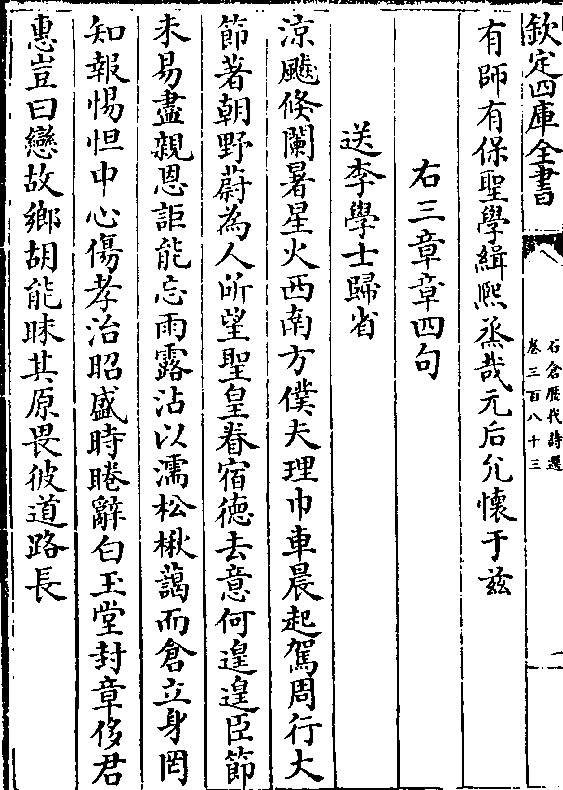 欽定四庫全書
石倉歷代詩選
卷三百八十三
二
有師有保聖學緝熙烝哉元后允懷于兹
右三章章四句
送李學士歸省
涼飈倐闌暑星火西南方僕夫理巾車晨起駕周行大
節著朝野蔚為人所望聖皇眷宿德去意何遑遑臣節
未易盡親恩詎能忘雨露沾以濡松楸藹而倉立身罔
知報惕怛中心傷孝治昭盛時睠辭白玉堂封章侈君
惠豈曰戀故鄉胡能昧其原畏彼道路長